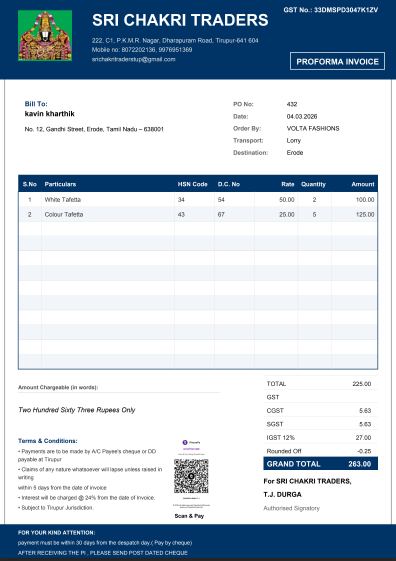 GST No.: 33DMSPD3047K1ZV
SRI CHAKRI TRADERS
222, C1, P.K.M.R. Nagar, Dharapuram Road, Tirupur-641 604
Mobile no: 8072202136, 9976951369
srichakritraderstup@gmail.com
PROFORMA INVOICE
Bill To:
kavin kharthik
No. 12, Gandhi Street, Erode, Tamil Nadu – 638001
PO No: 432
Date: 04.03.2026
Order By: VOLTA FASHIONS
Transport: Lorry
Destination: Erode
S.No Particulars HSN Code D.C. No Rate Quantity Amount
1 White Tafetta 34 54 50.00 2 100.00
2 Colour Tafetta 43 67 25.00 5 125.00
Amount Chargeable (in words):
Two Hundred Sixty Three Rupees Only
TOTAL 225.00
GST
CGST 5.63
SGST 5.63
IGST 12% 27.00
Rounded Off -0.25
GRAND TOTAL 263.00
Terms & Conditions:
• Payments are to be made by A/C Payee's cheque or DD
payable at Tirupur
• Claims of any nature whatsoever will lapse unless raised in
writing
within 5 days from the date of invoice
• Interest will be charged @ 24% from the date of invoice.
• Subject to Tirupur Jurisdiction.
PhonePe
Scan & Pay
For SRI CHAKRI TRADERS,
T.J. DURGA
Authorised Signatory
FOR YOUR KIND ATTENTION:
payment must be within 30 days from the despatch day.( Pay by cheque)
AFTER RECEIVING THE PI , PLEASE SEND POST DATED CHEQUE